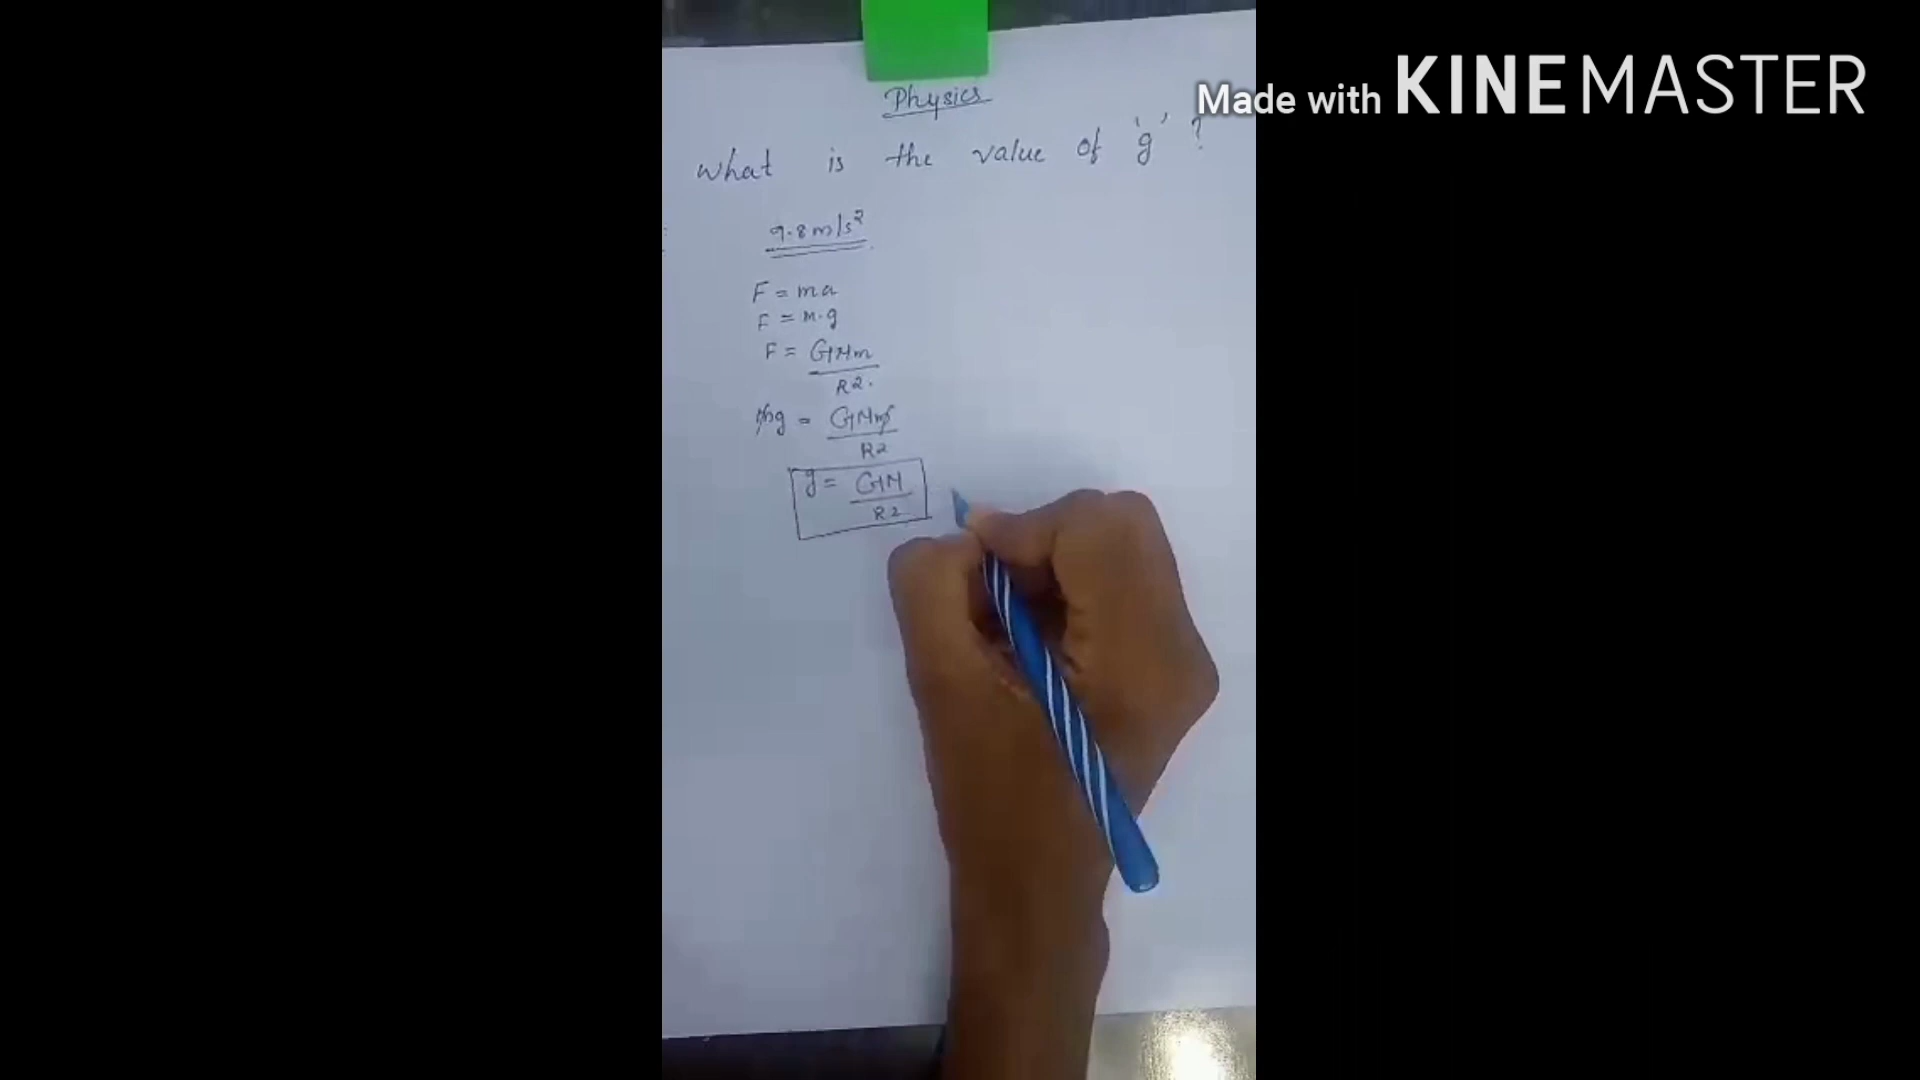 Made with KINEMASTER
Physics
What is the value of 'g' ?
9.8 m/s²
F = ma
F = m.g
F = GMm
R2.
mg = GMm
R2
g = GM
R2